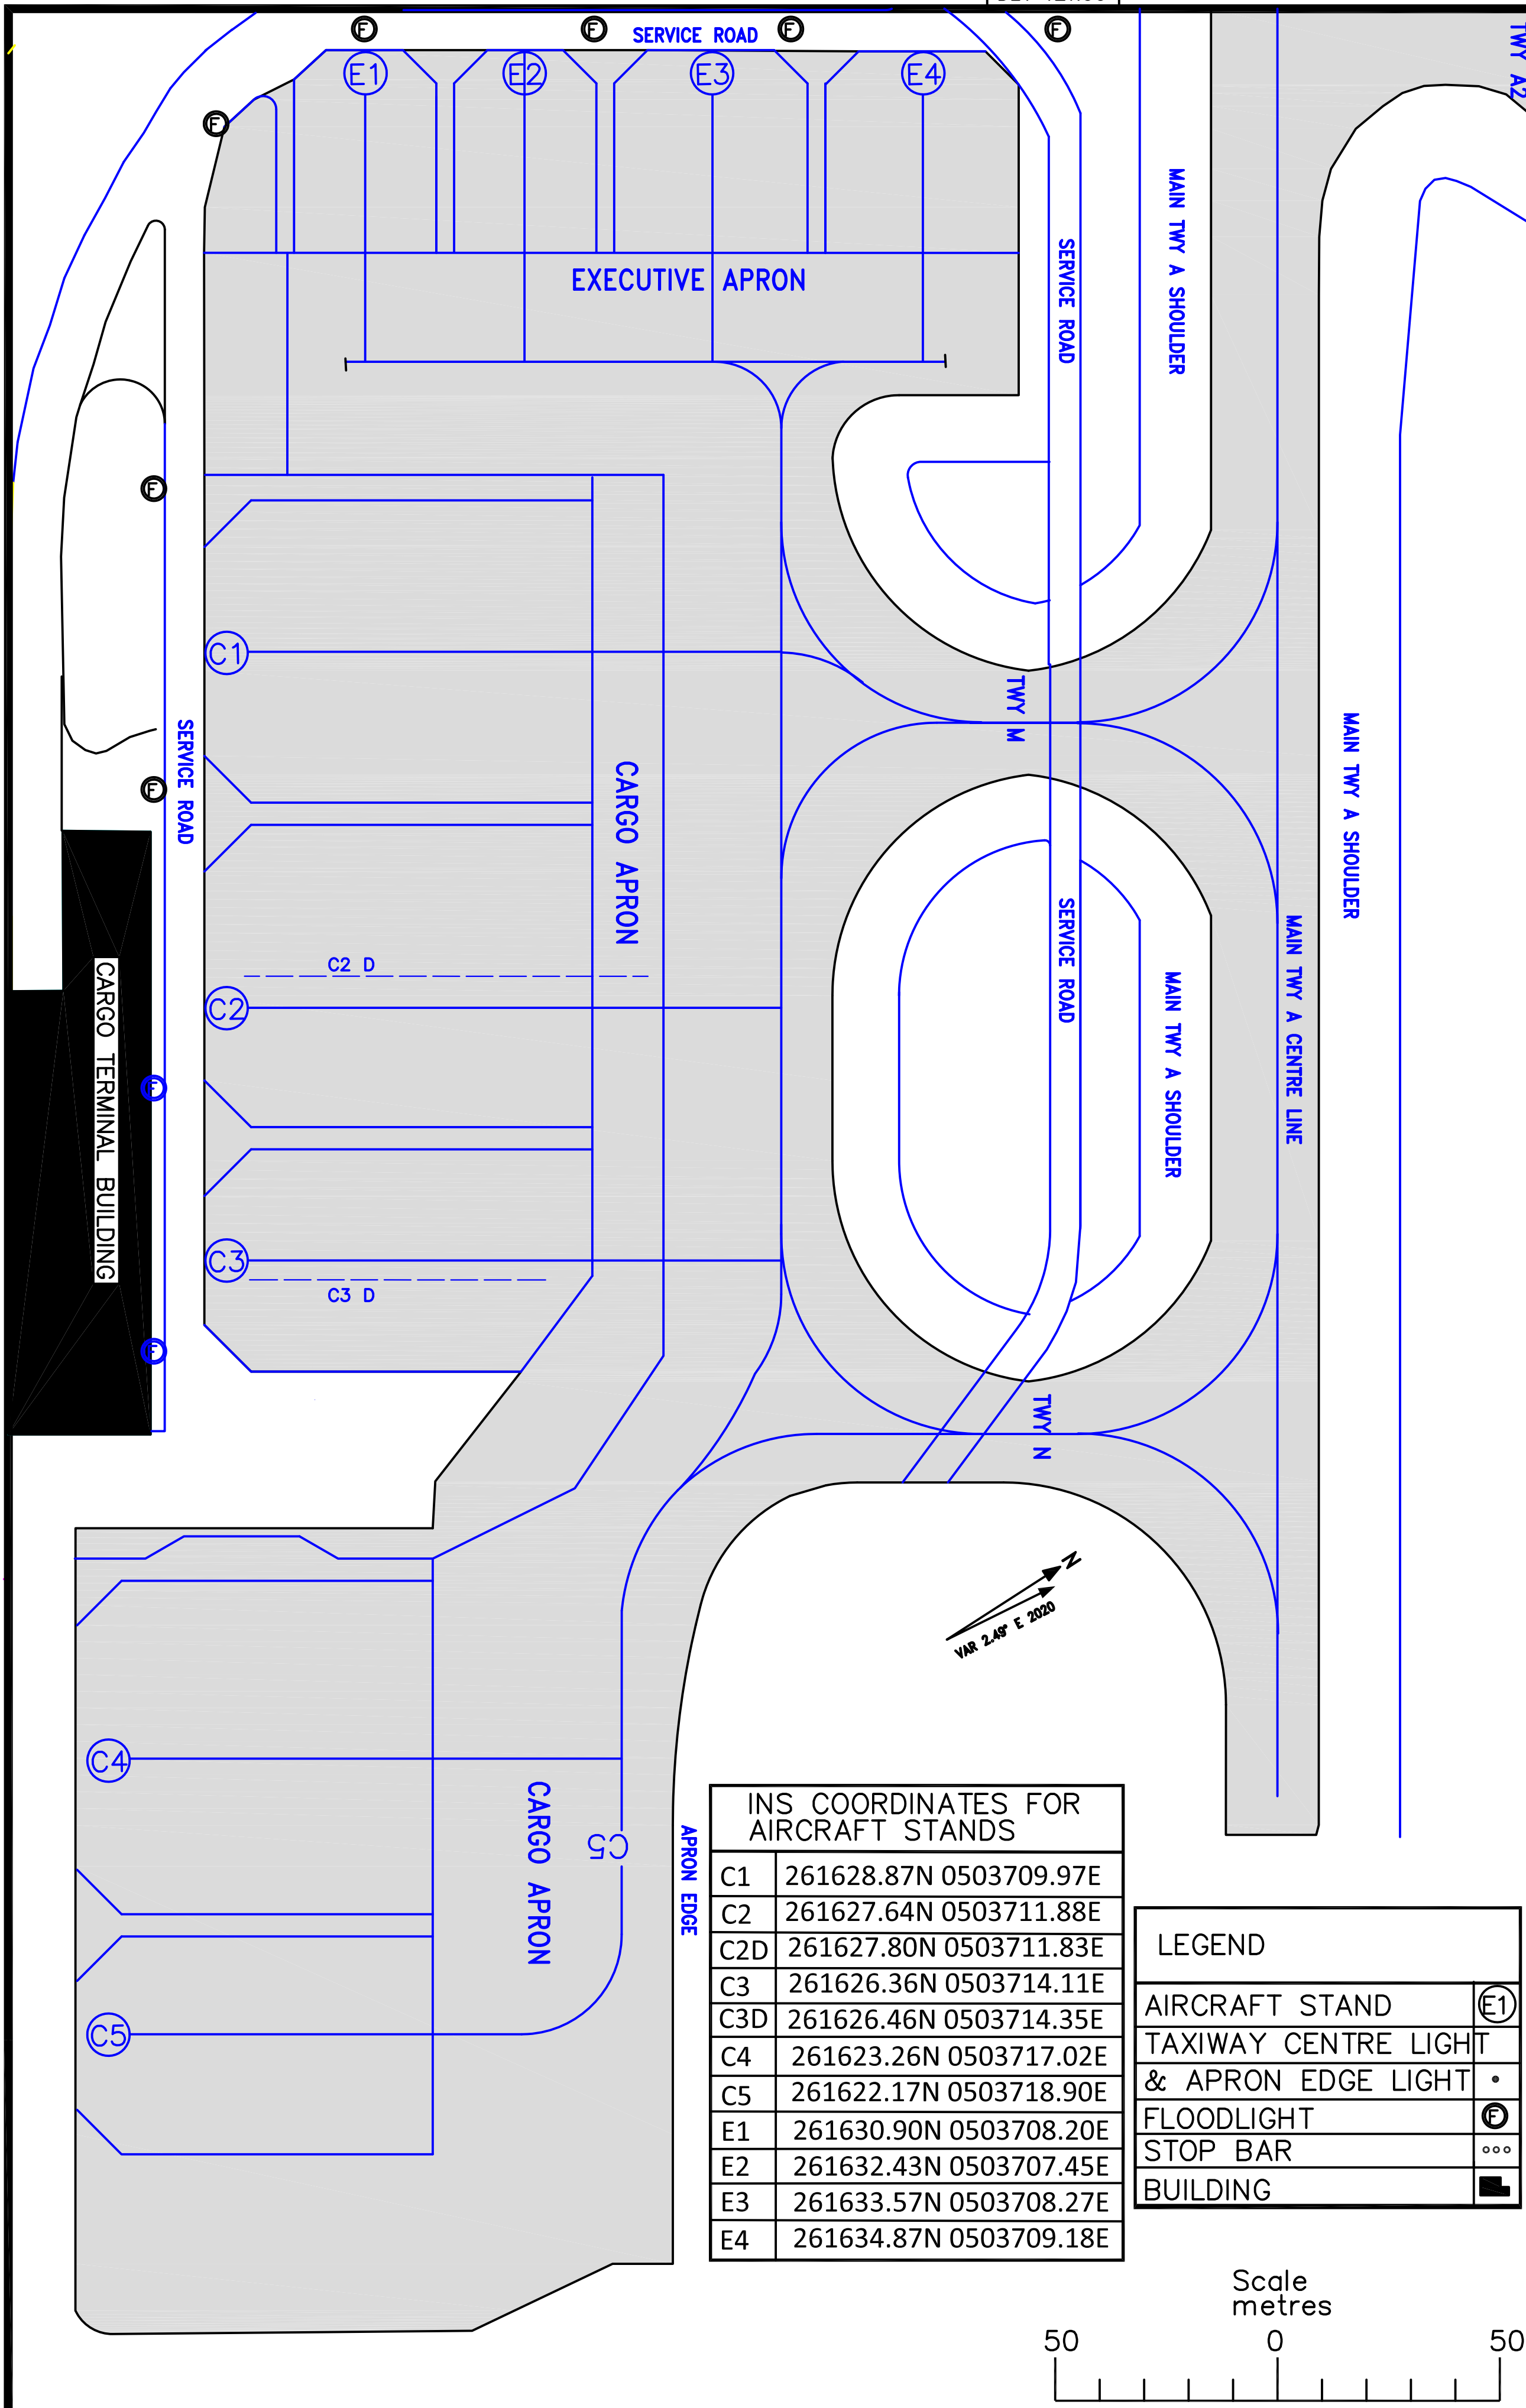 SERVICE ROAD
F
F
F
F
E1
E2
E3
E4
TWY A2
F
MAIN TWY A SHOULDER
SERVICE ROAD
EXECUTIVE APRON
F
C1
TWY M
SERVICE ROAD
MAIN TWY A SHOULDER
CARGO APRON
F
SERVICE ROAD
MAIN TWY A CENTRE LINE
C2 D
CARGO TERMINAL BUILDING
C2
MAIN TWY A SHOULDER
F
C3
C3 D
F
TWY N
N
VAR 2.49° E 2020
C4
CARGO APRON
C5
APRON EDGE
C5
INS COORDINATES FOR
AIRCRAFT STANDS
C1 261628.87N 0503709.97E
C2 261627.64N 0503711.88E
C2D 261627.80N 0503711.83E
C3 261626.36N 0503714.11E
C3D 261626.46N 0503714.35E
C4 261623.26N 0503717.02E
C5 261622.17N 0503718.90E
E1 261630.90N 0503708.20E
E2 261632.43N 0503707.45E
E3 261633.57N 0503708.27E
E4 261634.87N 0503709.18E
LEGEND
AIRCRAFT STAND E1
TAXIWAY CENTRE LIGHT
& APRON EDGE LIGHT
FLOODLIGHT F
STOP BAR
BUILDING
Scale
metres
50 0 50